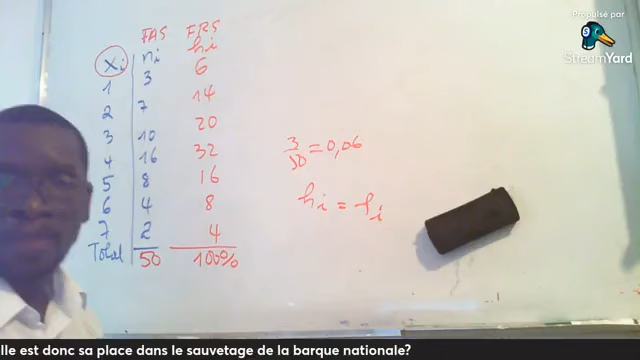 Propulsé par
StreamYard
FAS FRS
xi ni hi
1 3 6
2 7 14
3 10 20
4 16 32
5 8 16
6 4 8
7 2 4
Total 50 100%
3/50 = 0,06
hi = fi
lle est donc sa place dans le sauvetage de la barque nationale?